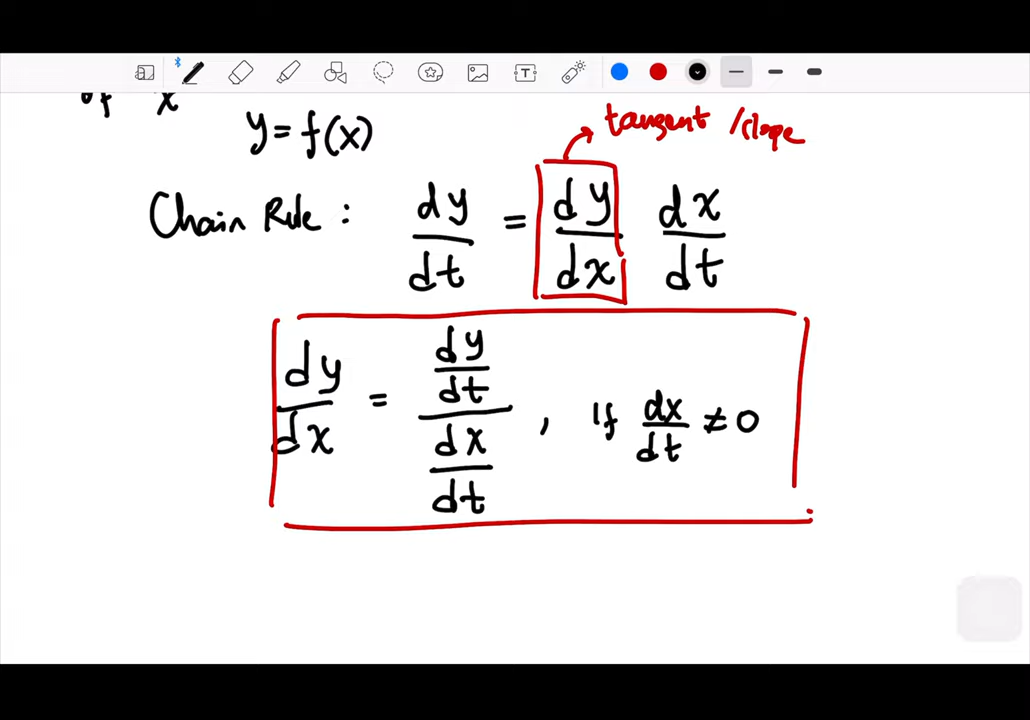 of x
y = f(x)
tangent / slope
Chain Rule : dy/dt = dy/dx dx/dt
dy/dx = (dy/dt)/(dx/dt) , if dx/dt ≠ 0